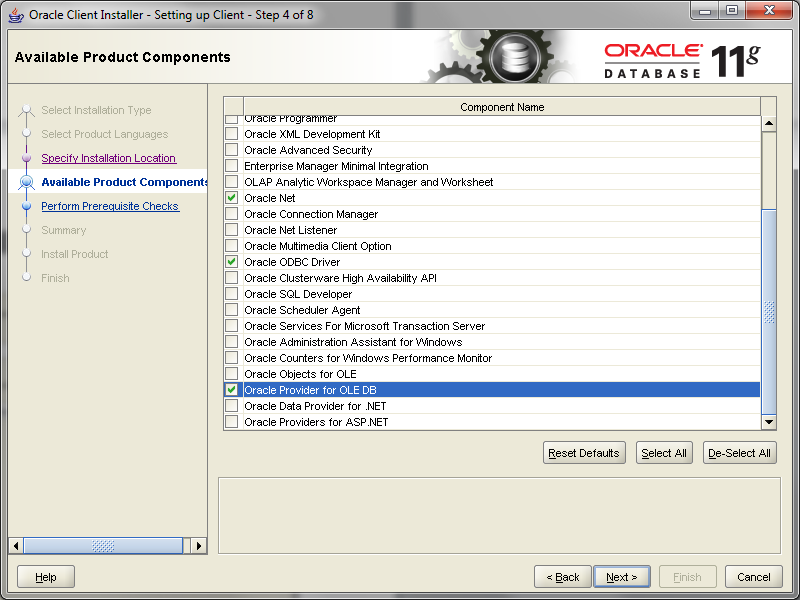 Oracle Client Installer - Setting up Client - Step 4 of 8
Available Product Components
ORACLE
DATABASE 11g
Select Installation Type
Select Product Languages
Specify Installation Location
Available Product Components
Perform Prerequisite Checks
Summary
Install Product
Finish
Component Name
Oracle Programmer
Oracle XML Development Kit
Oracle Advanced Security
Enterprise Manager Minimal Integration
OLAP Analytic Workspace Manager and Worksheet
Oracle Net
Oracle Connection Manager
Oracle Net Listener
Oracle Multimedia Client Option
Oracle ODBC Driver
Oracle Clusterware High Availability API
Oracle SQL Developer
Oracle Scheduler Agent
Oracle Services For Microsoft Transaction Server
Oracle Administration Assistant for Windows
Oracle Counters for Windows Performance Monitor
Oracle Objects for OLE
Oracle Provider for OLE DB
Oracle Data Provider for .NET
Oracle Providers for ASP.NET
Reset Defaults Select All De-Select All
Help < Back Next > Finish Cancel